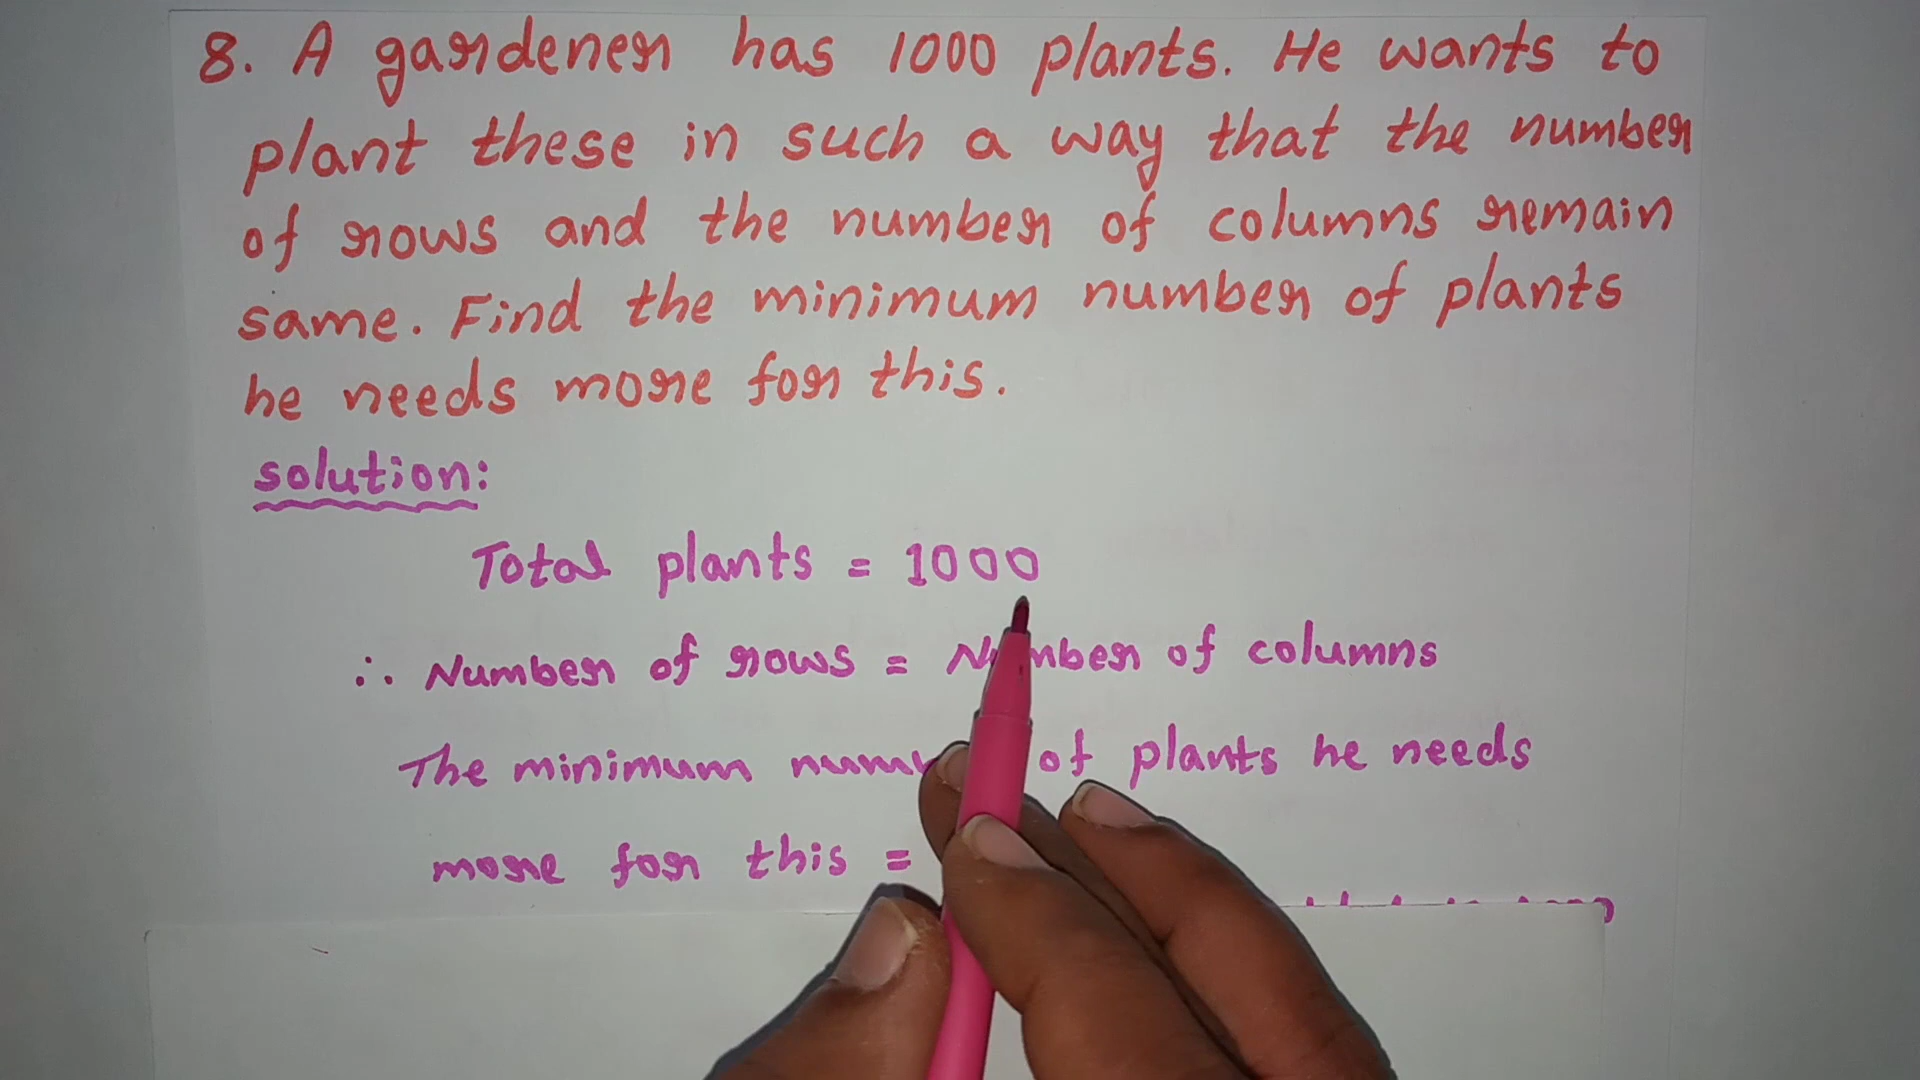 8. A gardener has 1000 plants. He wants to
plant these in such a way that the number
of rows and the number of columns remain
same. Find the minimum number of plants
he needs more for this.
solution:
Total plants = 1000
∴ Number of rows = Number of columns
The minimum of plants he needs
more for this =